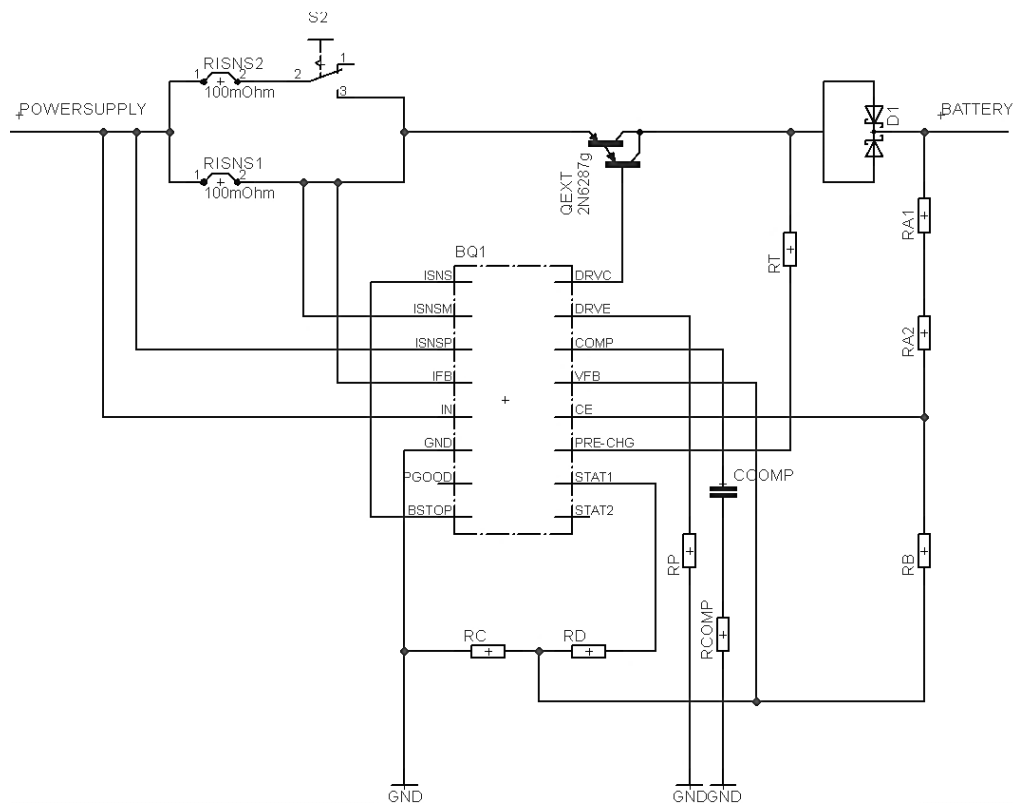 S2
RISNS2
1 2 2 1
100mOhm 3
POWERSUPPLY
BATTERY
D1
RISNS1
1 2
100mOhm
QEXT
2N6287g
RA1
RT
BQ1
ISNS DRVC
ISNSM DRVE
ISNSP COMP
IFB VFB
IN CE
GND PRE-CHG
PGOOD STAT1
BSTOP STAT2
RA2
CCOMP
RP
RB
RCOMP
RC RD
GND GND GND